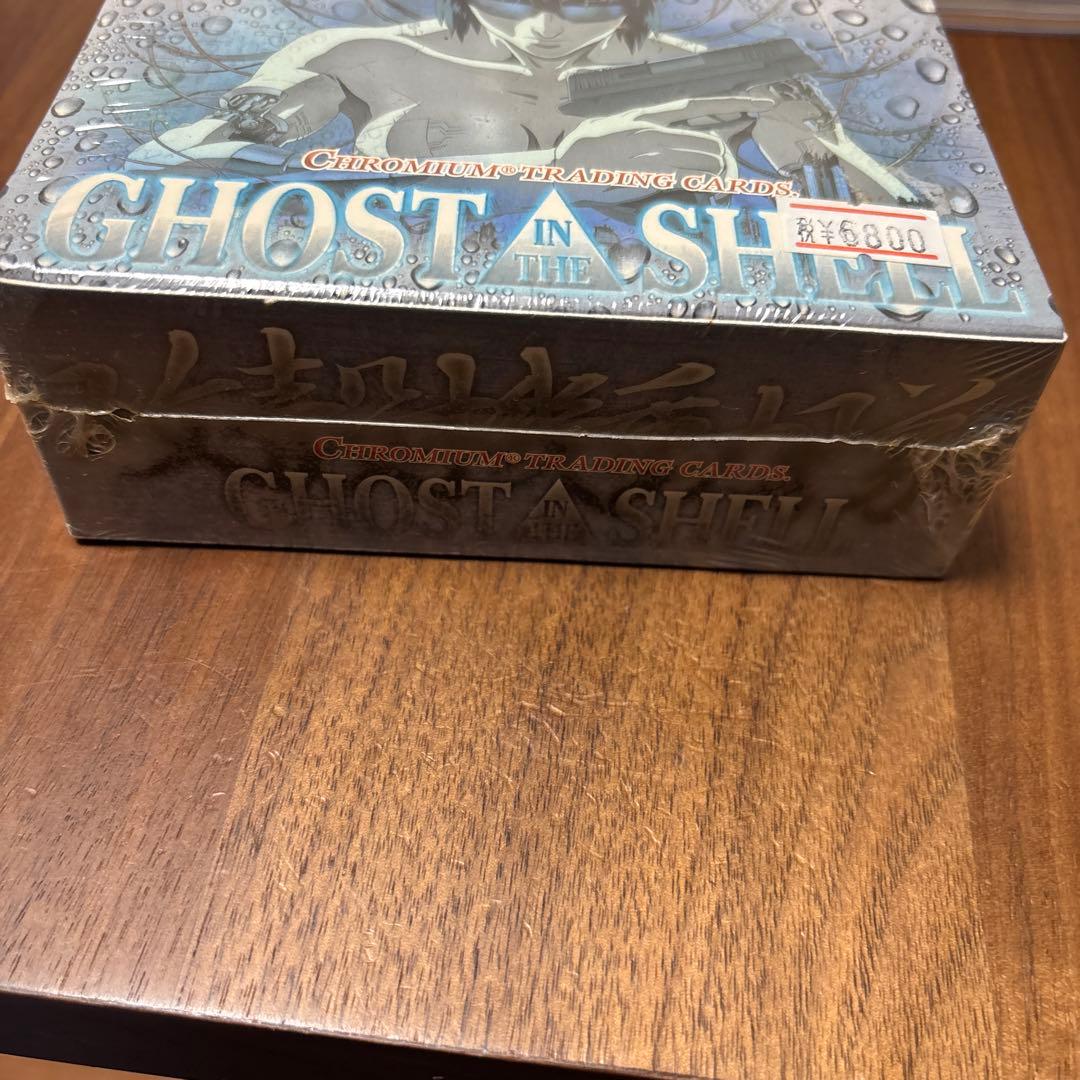 CHROMIUM® TRADING CARDS.
GHOST IN THE SHELL
税¥6800
CHROMIUM® TRADING CARDS.
GHOST IN THE SHELL